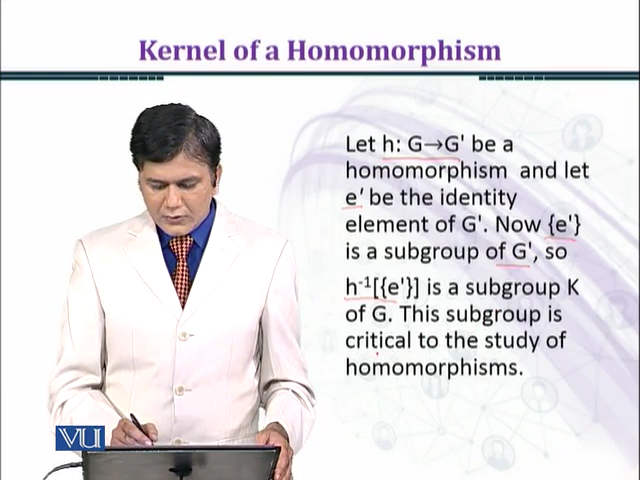 Kernel of a Homomorphism
Let h: G→G' be a
homomorphism and let
e' be the identity
element of G'. Now {e'}
is a subgroup of G', so
h⁻¹[{e'}] is a subgroup K
of G. This subgroup is
critical to the study of
homomorphisms.
VU